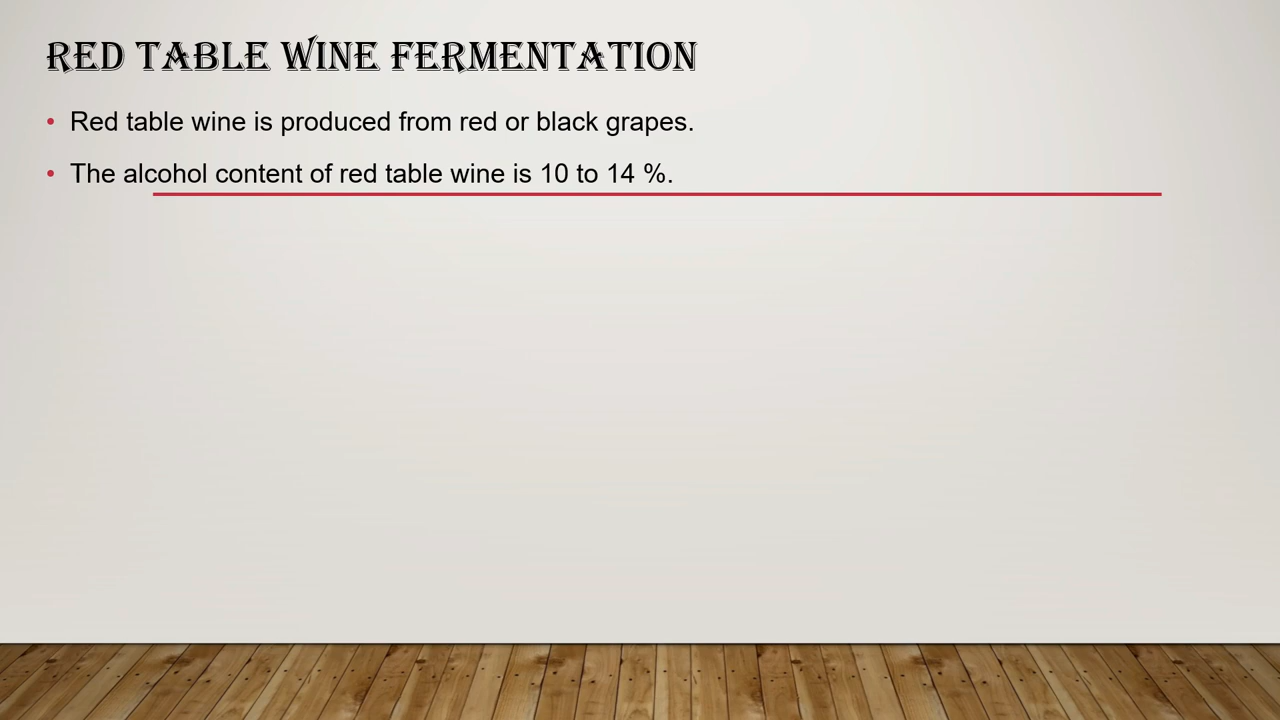 RED TABLE WINE FERMENTATION
• Red table wine is produced from red or black grapes.
• The alcohol content of red table wine is 10 to 14 %.